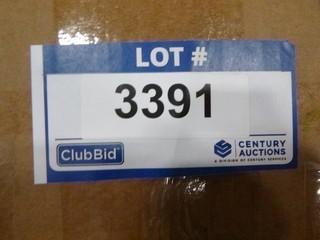 LOT #
3391
ClubBid
CENTURY
AUCTIONS
A DIVISION OF CENTURY SERVICES